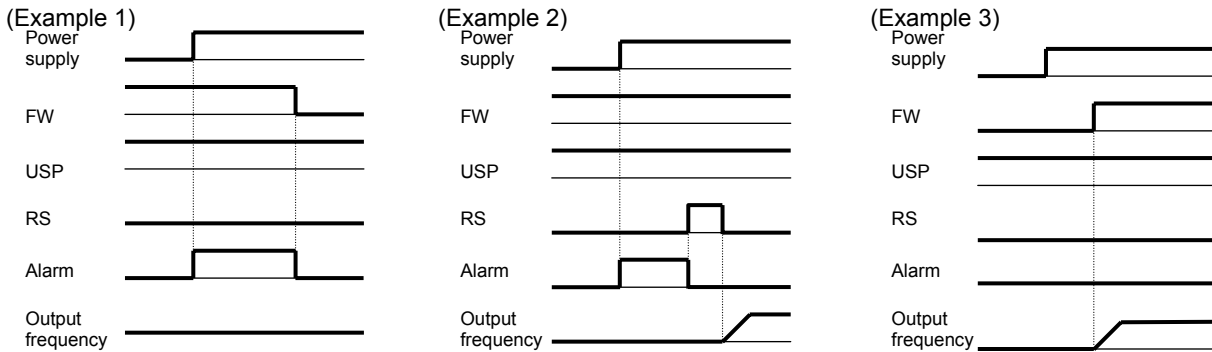 (Example 1)
Power
supply
FW
USP
RS
Alarm
Output
frequency
(Example 2)
Power
supply
FW
USP
RS
Alarm
Output
frequency
(Example 3)
Power
supply
FW
USP
RS
Alarm
Output
frequency